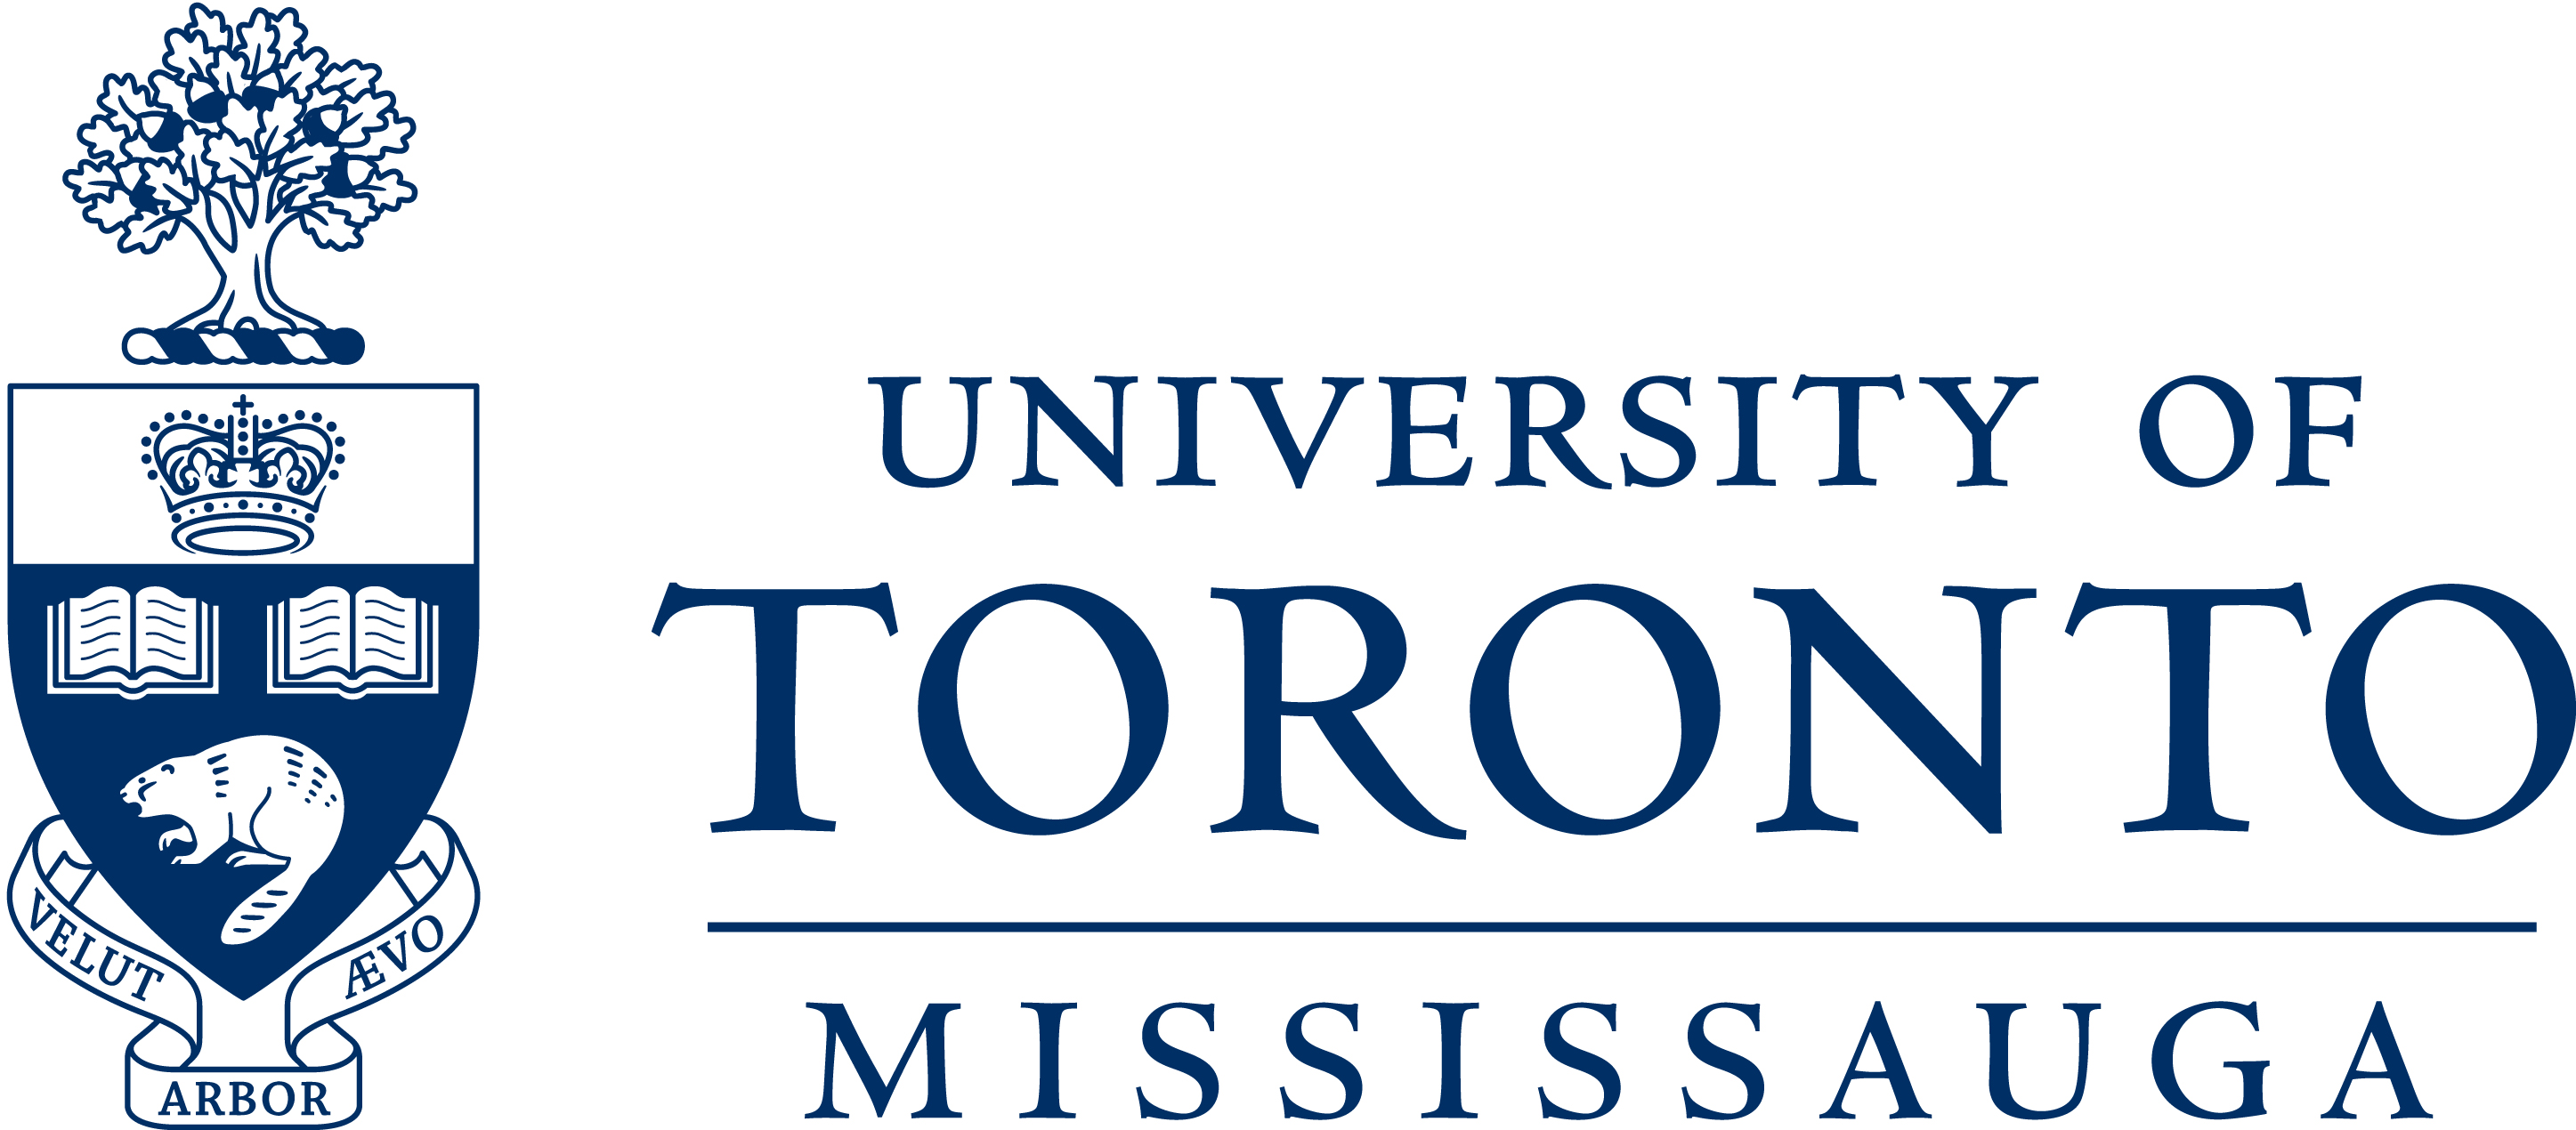 UNIVERSITY OF
TORONTO
MISSISSAUGA
VELUT
ARBOR
ÆVO